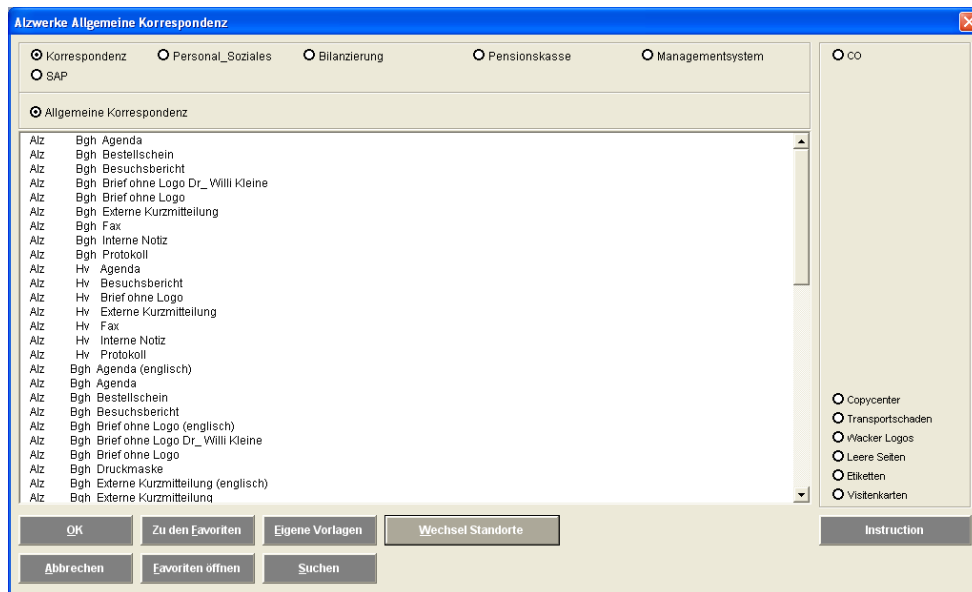 Alzwerke Allgemeine Korrespondenz
Korrespondenz Personal_Soziales Bilanzierung Pensionskasse Managementsystem CO
SAP
Allgemeine Korrespondenz
Alz Bgh Agenda
Alz Bgh Bestellschein
Alz Bgh Besuchsbericht
Alz Bgh Brief ohne Logo Dr_ Willi Kleine
Alz Bgh Brief ohne Logo
Alz Bgh Externe Kurzmitteilung
Alz Bgh Fax
Alz Bgh Interne Notiz
Alz Bgh Protokoll
Alz Hv Agenda
Alz Hv Besuchsbericht
Alz Hv Brief ohne Logo
Alz Hv Externe Kurzmitteilung
Alz Hv Fax
Alz Hv Interne Notiz
Alz Hv Protokoll
Alz Bgh Agenda (englisch)
Alz Bgh Agenda
Alz Bgh Bestellschein
Alz Bgh Besuchsbericht
Alz Bgh Brief ohne Logo (englisch)
Alz Bgh Brief ohne Logo Dr_ Willi Kleine
Alz Bgh Brief ohne Logo
Alz Bgh Druckmaske
Alz Bgh Externe Kurzmitteilung (englisch)
Alz Bgh Externe Kurzmitteilung
Copycenter
Transportschaden
Wacker Logos
Leere Seiten
Etiketten
Visitenkarten
OK Zu den Favoriten Eigene Vorlagen Wechsel Standorte Instruction
Abbrechen Favoriten öffnen Suchen